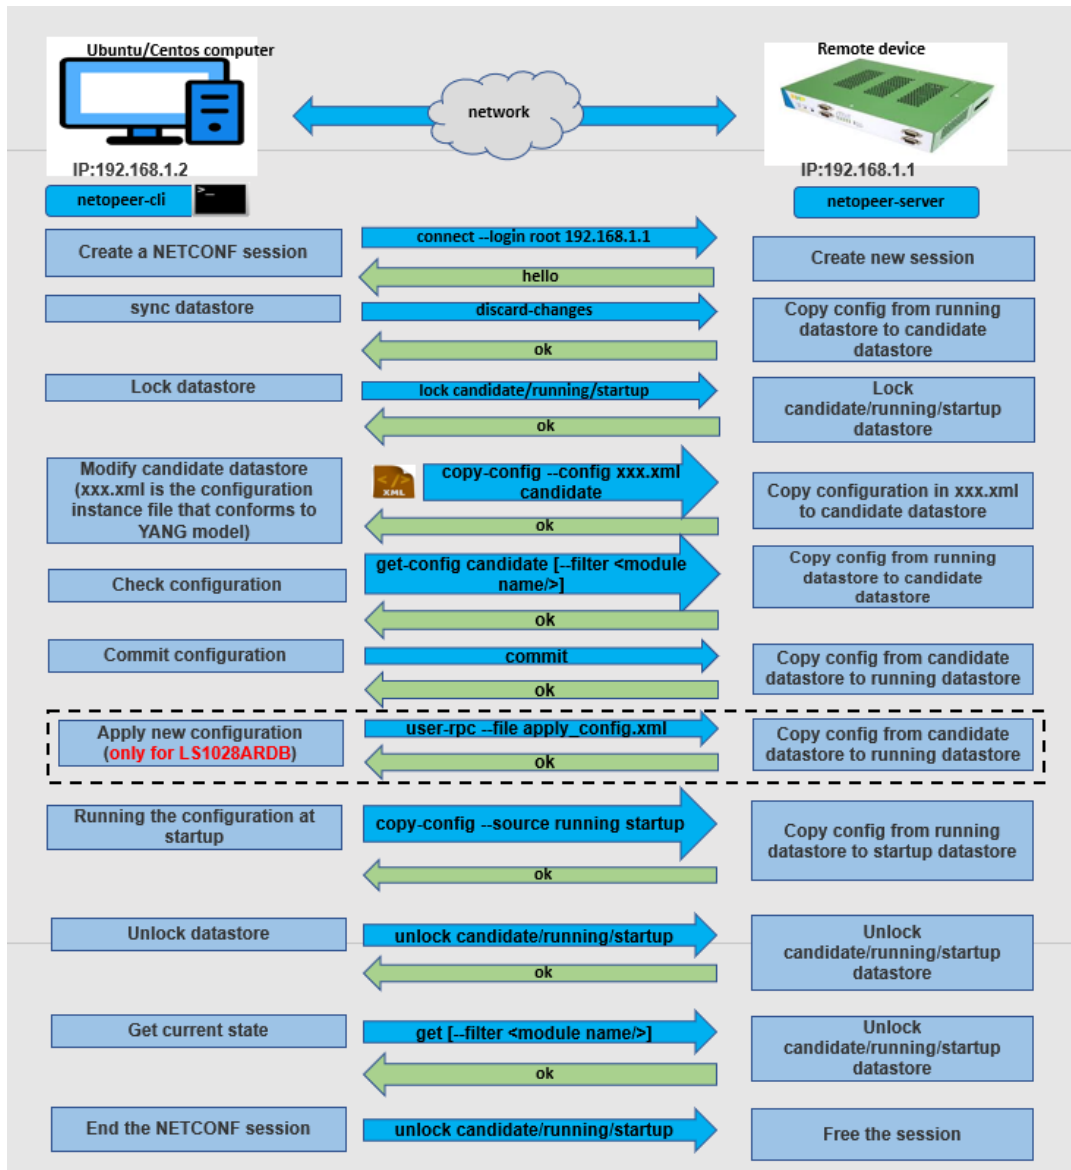 Ubuntu/Centos computer
Remote device
network
IP:192.168.1.2
IP:192.168.1.1
netopeer-cli
>_
netopeer-server
Create a NETCONF session
connect --login root 192.168.1.1
hello
Create new session
sync datastore
discard-changes
ok
Copy config from running
datastore to candidate
datastore
Lock datastore
lock candidate/running/startup
ok
Lock
candidate/running/startup
datastore
Modify candidate datastore
(xxx.xml is the configuration
instance file that conforms to
YANG model)
</>
XML
copy-config --config xxx.xml
candidate
ok
Copy configuration in xxx.xml
to candidate datastore
Check configuration
get-config candidate [--filter <module
name/>]
ok
Copy config from running
datastore to candidate
datastore
Commit configuration
commit
ok
Copy config from candidate
datastore to running datastore
Apply new configuration
(only for LS1028ARDB)
user-rpc --file apply_config.xml
ok
Copy config from candidate
datastore to running datastore
Running the configuration at
startup
copy-config --source running startup
ok
Copy config from running
datastore to startup datastore
Unlock datastore
unlock candidate/running/startup
ok
Unlock
candidate/running/startup
datastore
Get current state
get [--filter <module name/>]
ok
Unlock
candidate/running/startup
datastore
End the NETCONF session
unlock candidate/running/startup
Free the session